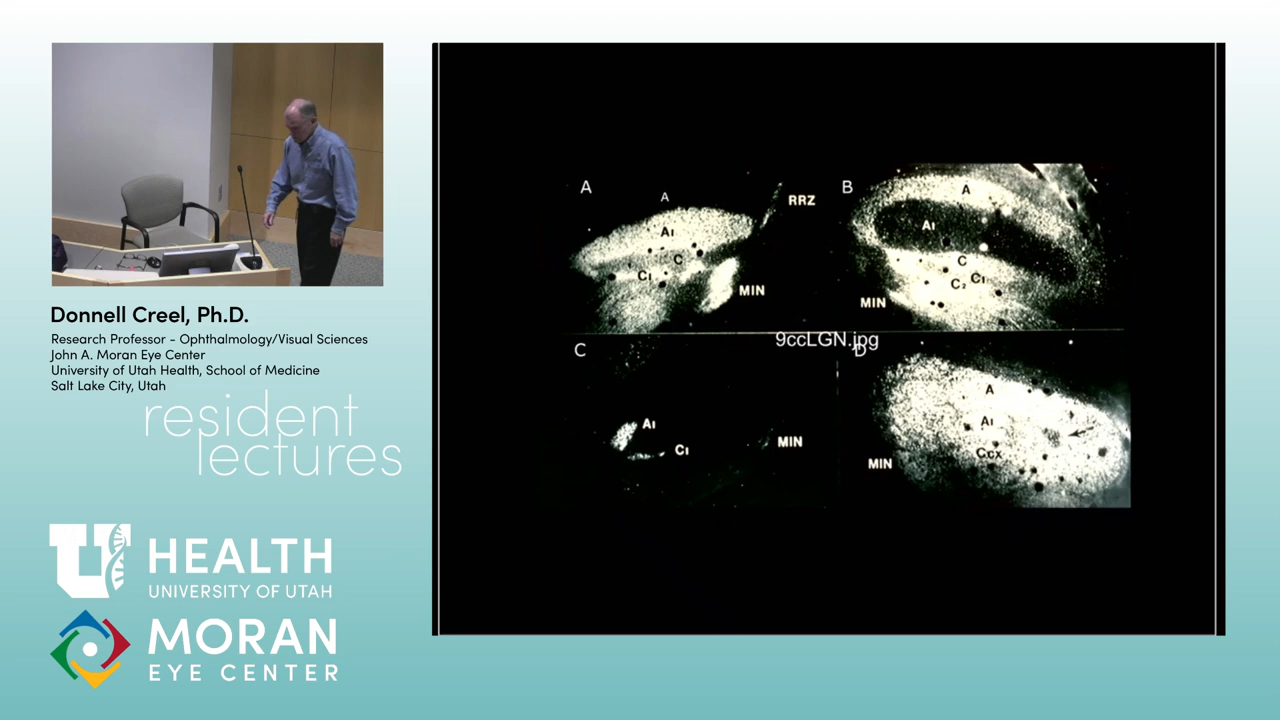 Donnell Creel, Ph.D.
Research Professor - Ophthalmology/Visual Sciences
John A. Moran Eye Center
University of Utah Health, School of Medicine
Salt Lake City, Utah
resident
lectures
U HEALTH
UNIVERSITY OF UTAH
MORAN
EYE CENTER
A
A
RRZ
A1
C
C1
MIN
B
A
A1
C
C2 C1
MIN
9ccLGN.jpg
C
A1
C1
MIN
D
A
A1
Ccx
MIN